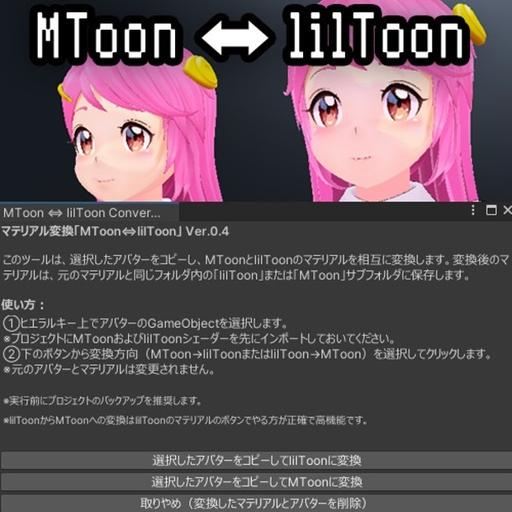 MToon ⇔ lilToon
MToon ⇔ lilToon Conver...
マテリアル変換「MToon⇔lilToon」 Ver.0.4
このツールは、選択したアバターをコピーし、MToonとlilToonのマテリアルを相互に変換します。変換後のマ
テリアルは、元のマテリアルと同じフォルダ内の「lilToon」または「MToon」サブフォルダに保存します。
使い方：
①ヒエラルキー上でアバターのGameObjectを選択します。
※プロジェクトにMToonおよびlilToonシェーダーを先にインポートしておいてください。
②下のボタンから変換方向（MToon→lilToonまたはlilToon→MToon）を選択してクリックします。
※元のアバターとマテリアルは変更されません。
※実行前にプロジェクトのバックアップを推奨します。
※lilToonからMToonへの変換はlilToonのマテリアルのボタンでやる方が正確で高機能です。
選択したアバターをコピーしてlilToonに変換
選択したアバターをコピーしてMToonに変換
取りやめ（変換したマテリアルとアバターを削除）